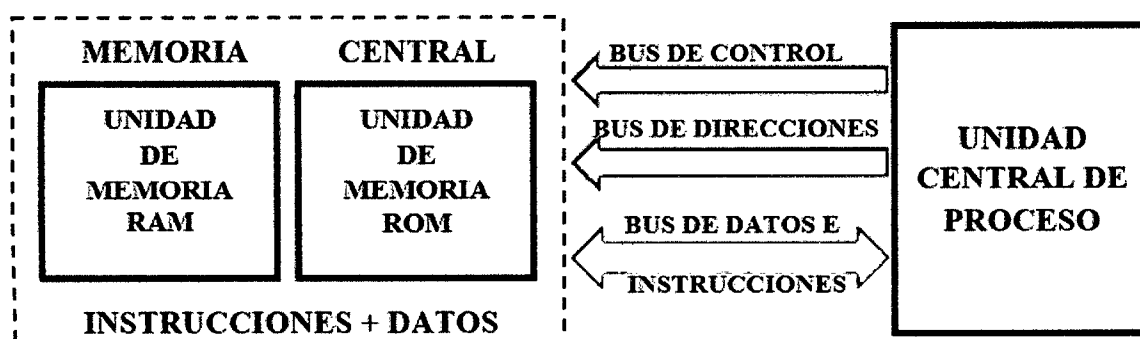 MEMORIA CENTRAL
UNIDAD
DE
MEMORIA
RAM
UNIDAD
DE
MEMORIA
ROM
INSTRUCCIONES + DATOS
BUS DE CONTROL
BUS DE DIRECCIONES
BUS DE DATOS E
INSTRUCCIONES
UNIDAD
CENTRAL DE
PROCESO